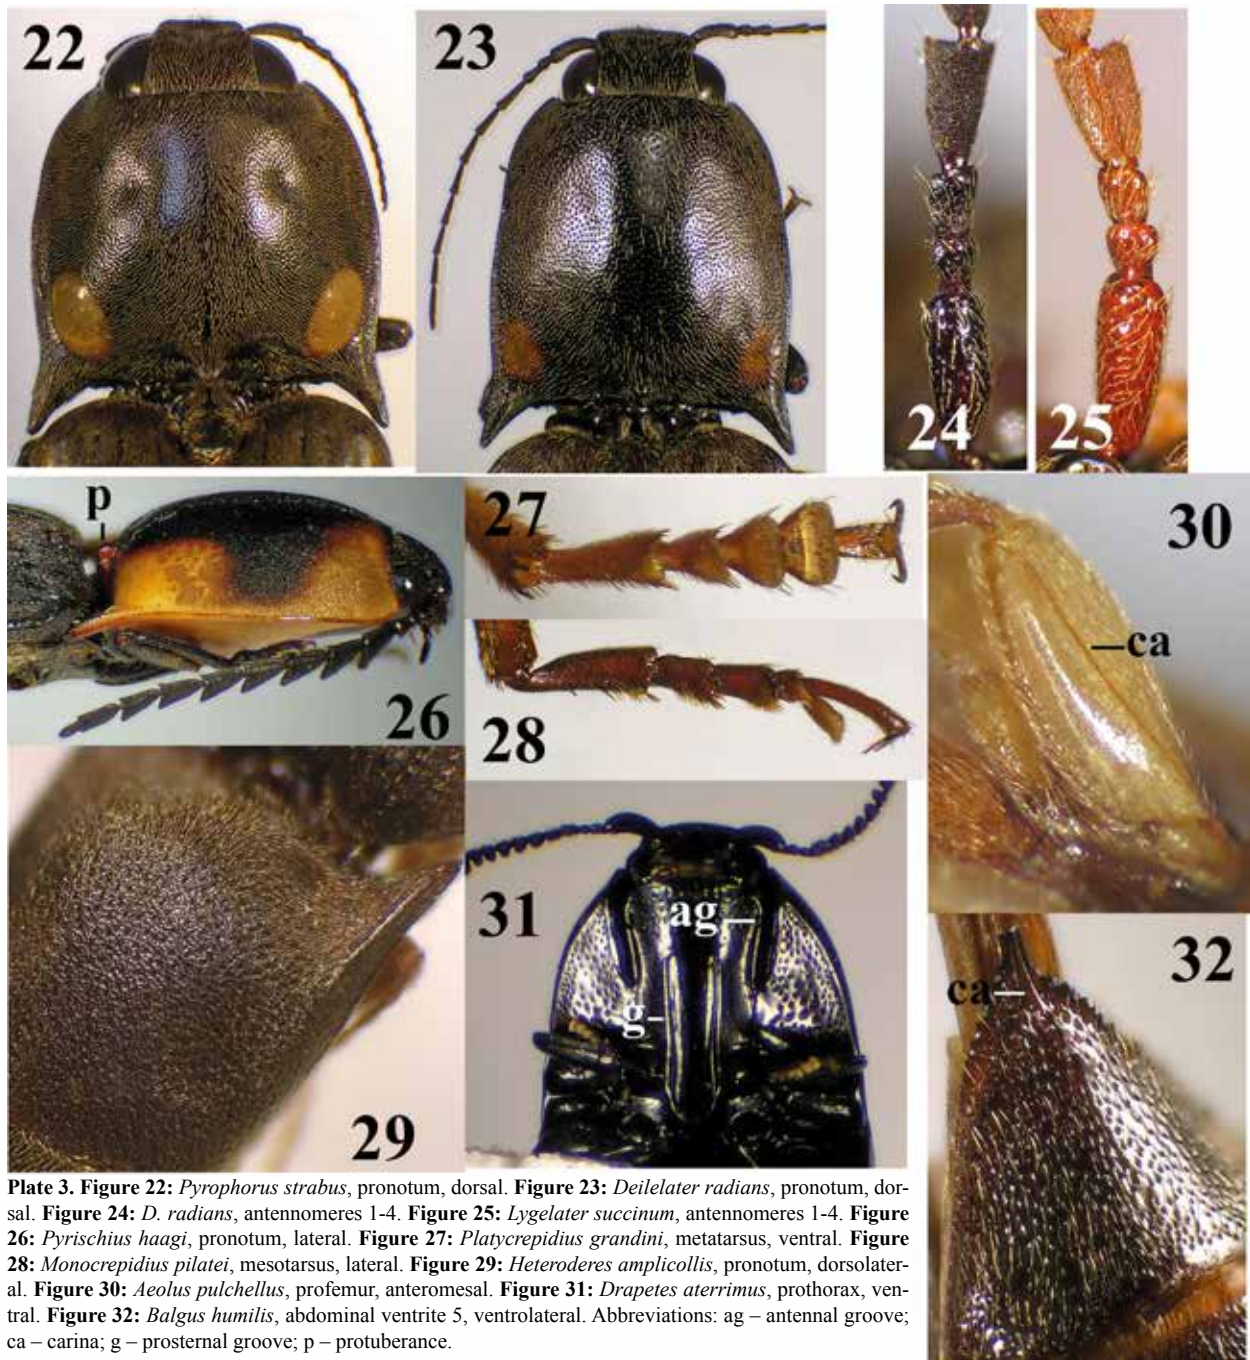 22
23
24
25
p
26
27
28
30
ca
29
31
ag
g
32
ca
Plate 3. Figure 22: Pyrophorus strabus, pronotum, dorsal. Figure 23: Deilelater radians, pronotum, dor-
sal. Figure 24: D. radians, antennomeres 1-4. Figure 25: Lygelater succinum, antennomeres 1-4. Figure
26: Pyrischius haagi, pronotum, lateral. Figure 27: Platycrepidius grandini, metatarsus, ventral. Figure
28: Monocrepidius pilatei, mesotarsus, lateral. Figure 29: Heteroderes amplicollis, pronotum, dorsolater-
al. Figure 30: Aeolus pulchellus, profemur, anteromesal. Figure 31: Drapetes aterrimus, prothorax, ven-
tral. Figure 32: Balgus humilis, abdominal ventrite 5, ventrolateral. Abbreviations: ag – antennal groove;
ca – carina; g – prosternal groove; p – protuberance.